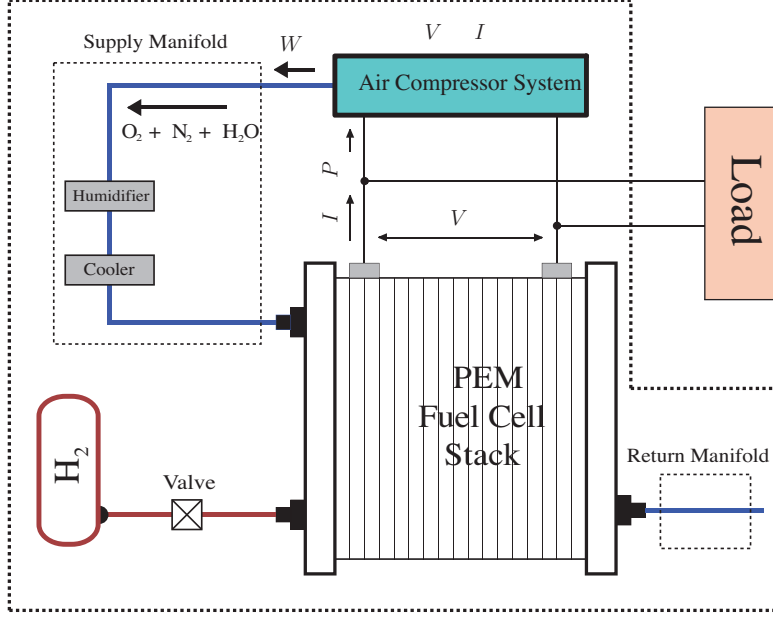 Supply Manifold
W
V I
Air Compressor System
O₂ + N₂ + H₂O
P
Humidifier
I
V
Load
Cooler
PEM
Fuel Cell
Stack
H₂
Valve
Return Manifold